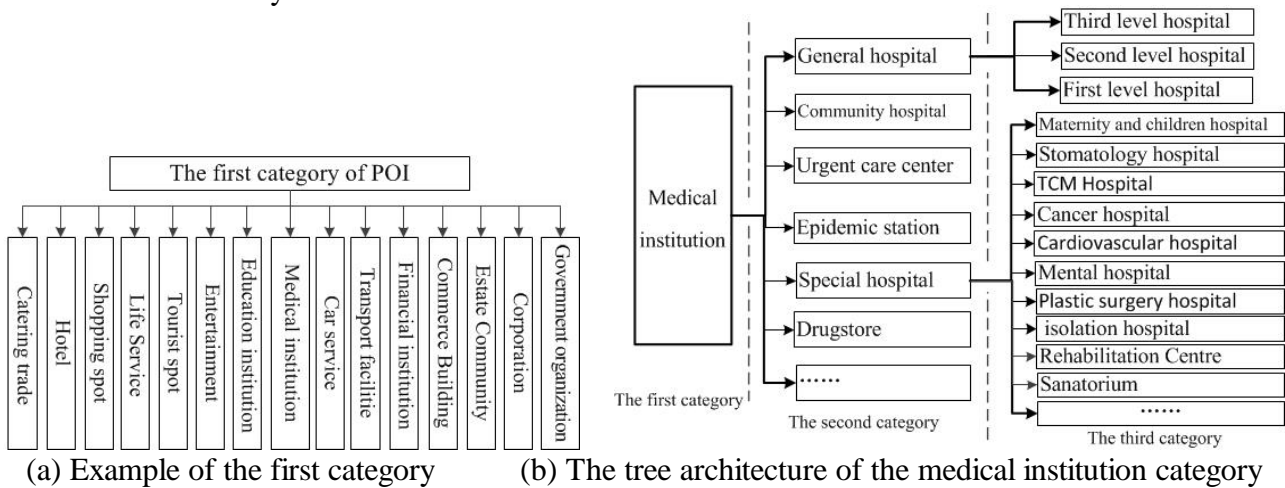 The first category of POI
Catering trade
Hotel
Shopping spot
Life Service
Tourist spot
Entertainment
Education institution
Medical institution
Car service
Transport facilitie
Financial institution
Commerce Building
Estate Community
Corporation
Government organization
(a) Example of the first category
Medical
institution
The first category
General hospital
Community hospital
Urgent care center
Epidemic station
Special hospital
Drugstore
······
The second category
Third level hospital
Second level hospital
First level hospital
Maternity and children hospital
Stomatology hospital
TCM Hospital
Cancer hospital
Cardiovascular hospital
Mental hospital
Plastic surgery hospital
isolation hospital
Rehabilitation Centre
Sanatorium
······
The third category
(b) The tree architecture of the medical institution category